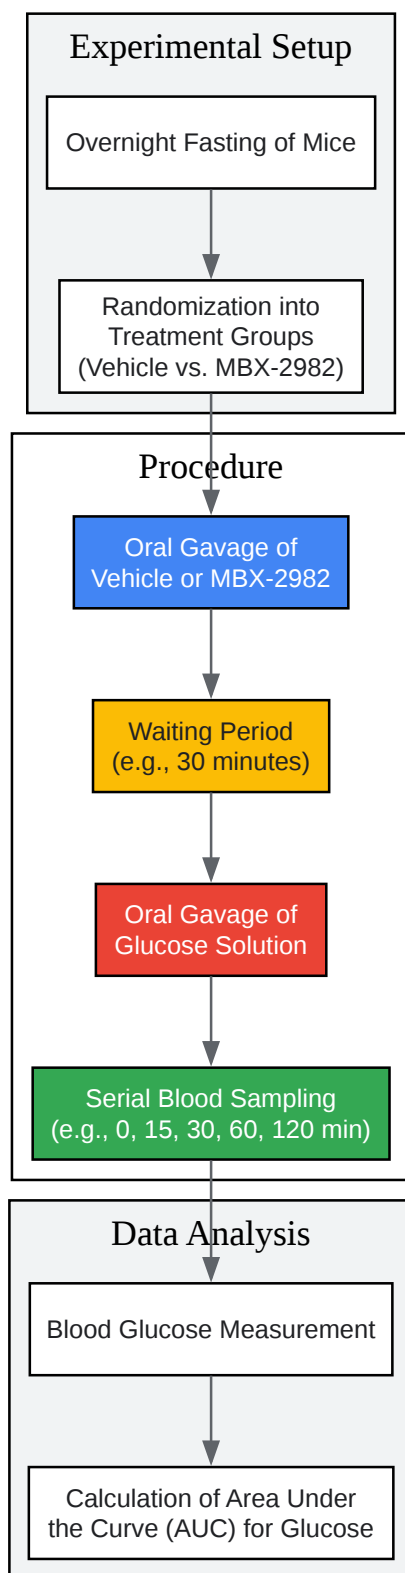 Experimental Setup
Overnight Fasting of Mice
Randomization into
Treatment Groups
(Vehicle vs. MBX-2982)
Procedure
Oral Gavage of
Vehicle or MBX-2982
Waiting Period
(e.g., 30 minutes)
Oral Gavage of
Glucose Solution
Serial Blood Sampling
(e.g., 0, 15, 30, 60, 120 min)
Data Analysis
Blood Glucose Measurement
Calculation of Area Under
the Curve (AUC) for Glucose